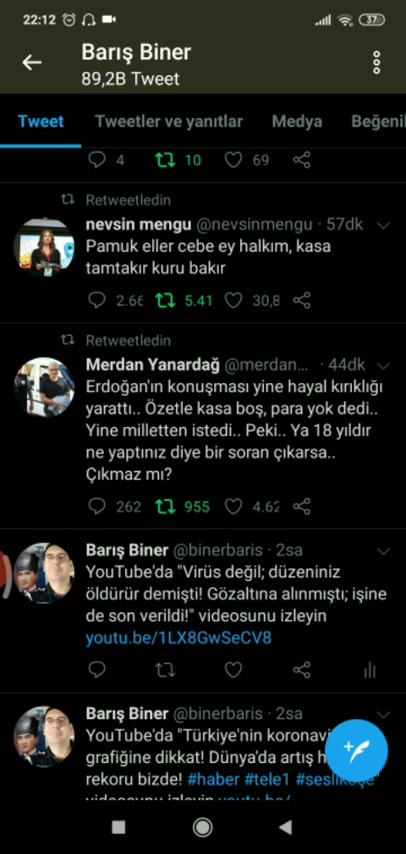 22:12 37
Barış Biner
89,2B Tweet
Tweet Tweetler ve yanıtlar Medya Beğeni
4 10 69
Retweetledin
nevsin mengu @nevsinmengu · 57dk
Pamuk eller cebe ey halkım, kasa
tamtakır kuru bakır
2.66 5.41 30,8
Retweetledin
Merdan Yanardağ @merdan... · 44dk
Erdoğan'ın konuşması yine hayal kırıklığı
yarattı.. Özetle kasa boş, para yok dedi..
Yine milletten istedi.. Peki.. Ya 18 yıldır
ne yaptınız diye bir soran çıkarsa..
Çıkmaz mı?
262 955 4.62
Barış Biner @binerbaris · 2sa
YouTube'da "Virüs değil; düzeniniz
öldürür demişti! Gözaltına alınmıştı; işine
de son verildi!" videosunu izleyin
youtu.be/1LX8GwSeCV8
Barış Biner @binerbaris · 2sa
YouTube'da "Türkiye'nin koronavi
grafiğine dikkat! Dünya'da artış h
rekoru bizde! #haber #tele1 #seslikoşe"
videosunu izleyin youtu.be/